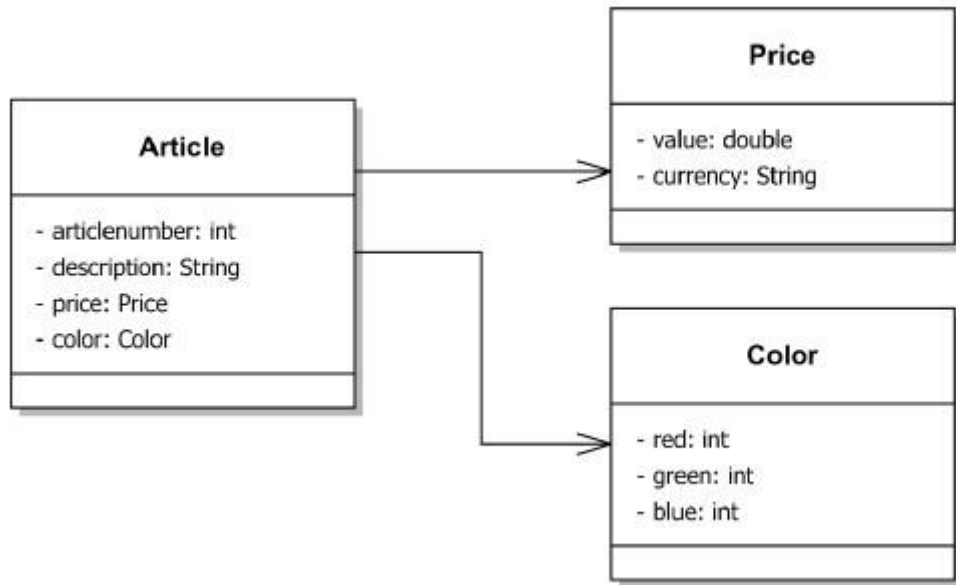 Article
- articlenumber: int
- description: String
- price: Price
- color: Color
Price
- value: double
- currency: String
Color
- red: int
- green: int
- blue: int